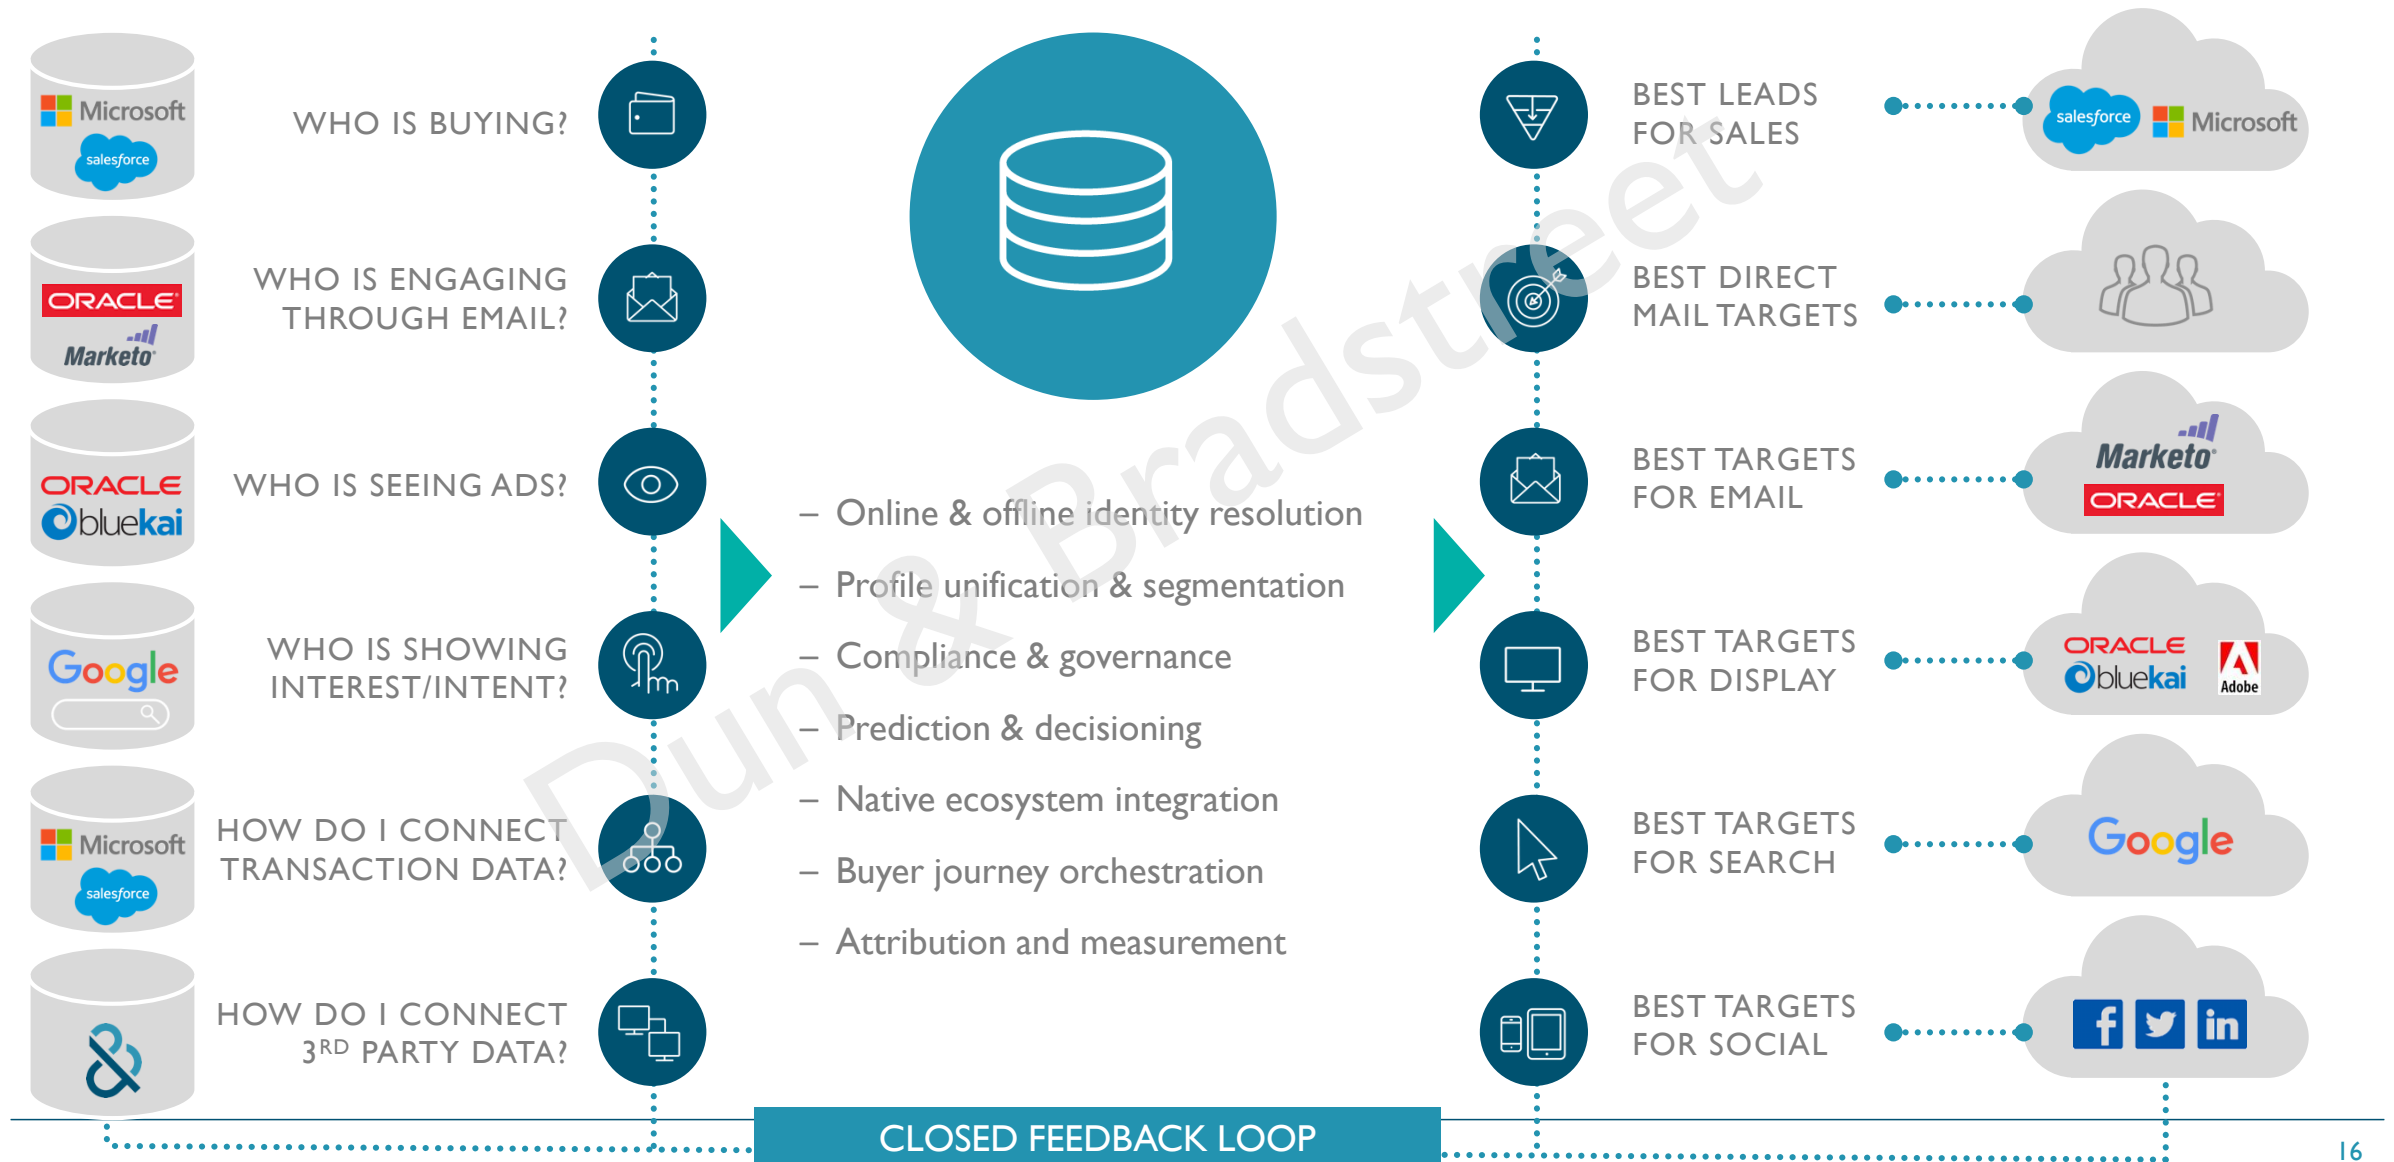 Microsoft
salesforce
WHO IS BUYING?
ORACLE
Marketo
WHO IS ENGAGING
THROUGH EMAIL?
ORACLE
bluekai
WHO IS SEEING ADS?
Google
WHO IS SHOWING
INTEREST/INTENT?
Microsoft
salesforce
HOW DO I CONNECT
TRANSACTION DATA?
HOW DO I CONNECT
3RD PARTY DATA?
– Online & offline identity resolution
– Profile unification & segmentation
– Compliance & governance
– Prediction & decisioning
– Native ecosystem integration
– Buyer journey orchestration
– Attribution and measurement
Dun & Bradstreet
BEST LEADS
FOR SALES
salesforce Microsoft
BEST DIRECT
MAIL TARGETS
BEST TARGETS
FOR EMAIL
Marketo
ORACLE
BEST TARGETS
FOR DISPLAY
ORACLE
bluekai
Adobe
BEST TARGETS
FOR SEARCH
Google
BEST TARGETS
FOR SOCIAL
f in
CLOSED FEEDBACK LOOP
16